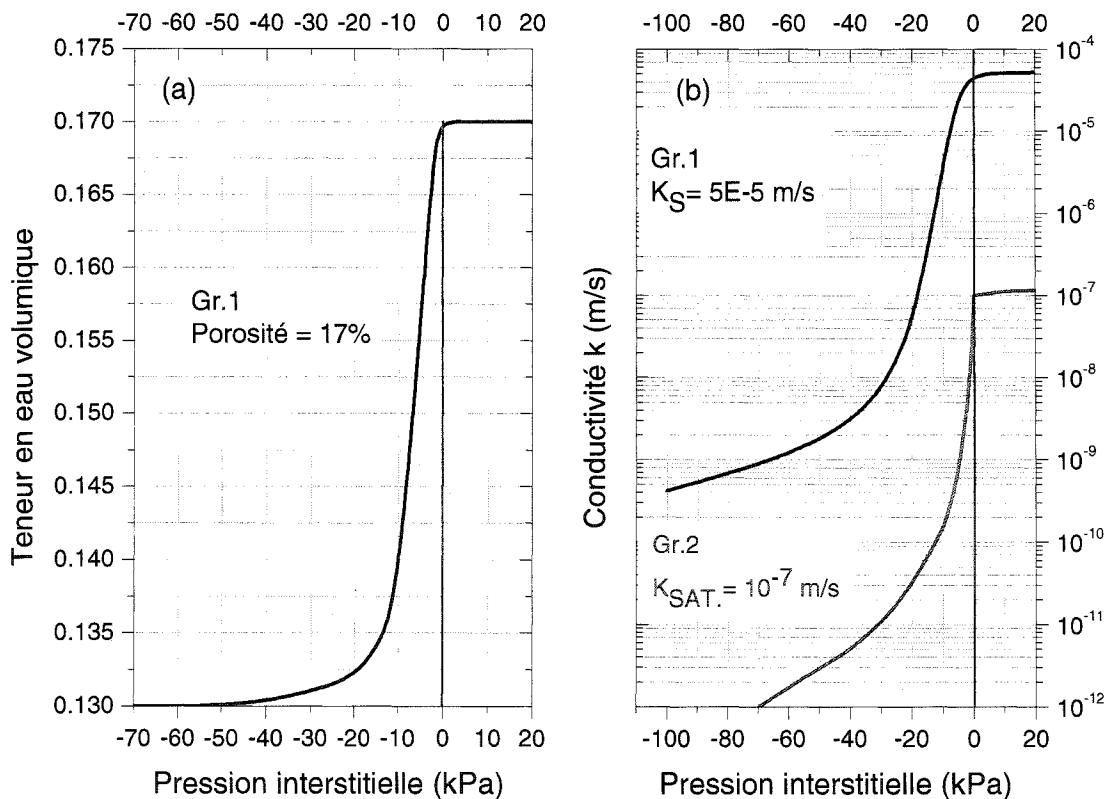 -70 -60 -50 -40 -30 -20 -10 0 10 20
0.175
0.170
0.165
0.160
0.155
0.150
0.145
0.140
0.135
0.130
Teneur en eau volumique
(a)
Gr.1
Porosité = 17%
-70 -60 -50 -40 -30 -20 -10 0 10 20
Pression interstitielle (kPa)
-100 -80 -60 -40 -20 0 20
Conductivité k (m/s)
(b)
Gr.1
KS= 5E-5 m/s
Gr.2
KSAT.= 10-7 m/s
10-4
10-5
10-6
10-7
10-8
10-9
10-10
10-11
10-12
-100 -80 -60 -40 -20 0 20
Pression interstitielle (kPa)